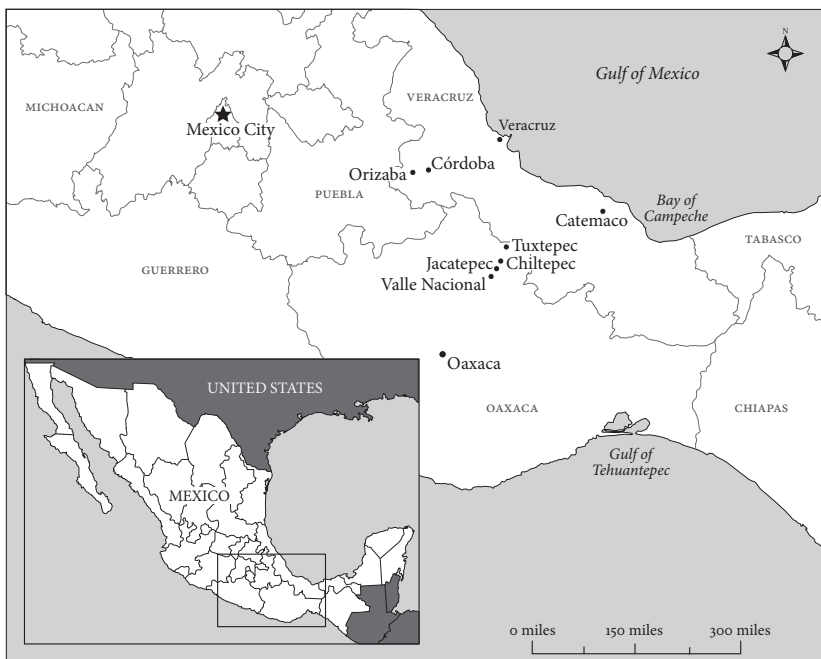 N
Gulf of Mexico
MICHOACAN
VERACRUZ
Mexico City
Veracruz
Orizaba
Córdoba
PUEBLA
Bay of
Campeche
Catemaco
TABASCO
Tuxtepec
GUERRERO
Jacatepec
Chiltepec
Valle Nacional
Oaxaca
UNITED STATES
OAXACA
CHIAPAS
Gulf of
Tehuantepec
MEXICO
0 miles
150 miles
300 miles